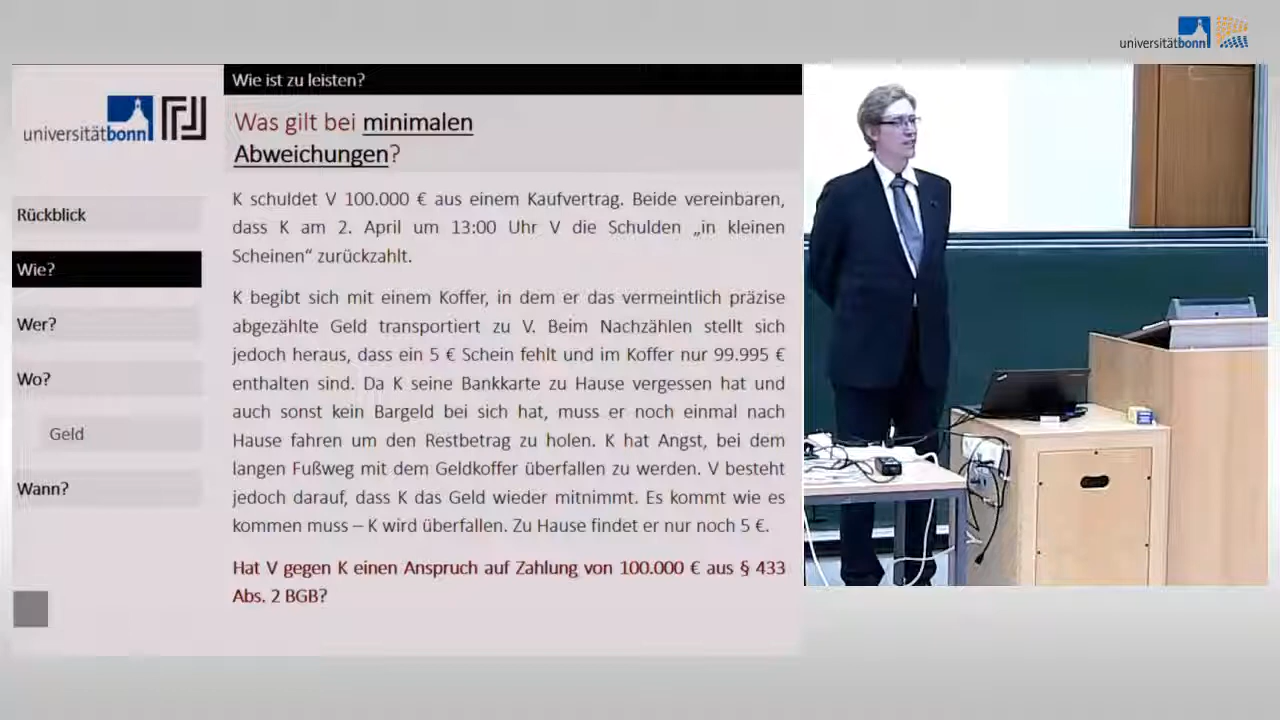 universitätbonn
Wie ist zu leisten?
universitätbonn
Was gilt bei minimalen
Abweichungen?
Rückblick
Wie?
Wer?
Wo?
Geld
Wann?
K schuldet V 100.000 € aus einem Kaufvertrag. Beide vereinbaren,
dass K am 2. April um 13:00 Uhr V die Schulden „in kleinen
Scheinen“ zurückzahlt.
K begibt sich mit einem Koffer, in dem er das vermeintlich präzise
abgezählte Geld transportiert zu V. Beim Nachzählen stellt sich
jedoch heraus, dass ein 5 € Schein fehlt und im Koffer nur 99.995 €
enthalten sind. Da K seine Bankkarte zu Hause vergessen hat und
auch sonst kein Bargeld bei sich hat, muss er noch einmal nach
Hause fahren um den Restbetrag zu holen. K hat Angst, bei dem
langen Fußweg mit dem Geldkoffer überfallen zu werden. V besteht
jedoch darauf, dass K das Geld wieder mitnimmt. Es kommt wie es
kommen muss – K wird überfallen. Zu Hause findet er nur noch 5 €.
Hat V gegen K einen Anspruch auf Zahlung von 100.000 € aus § 433
Abs. 2 BGB?